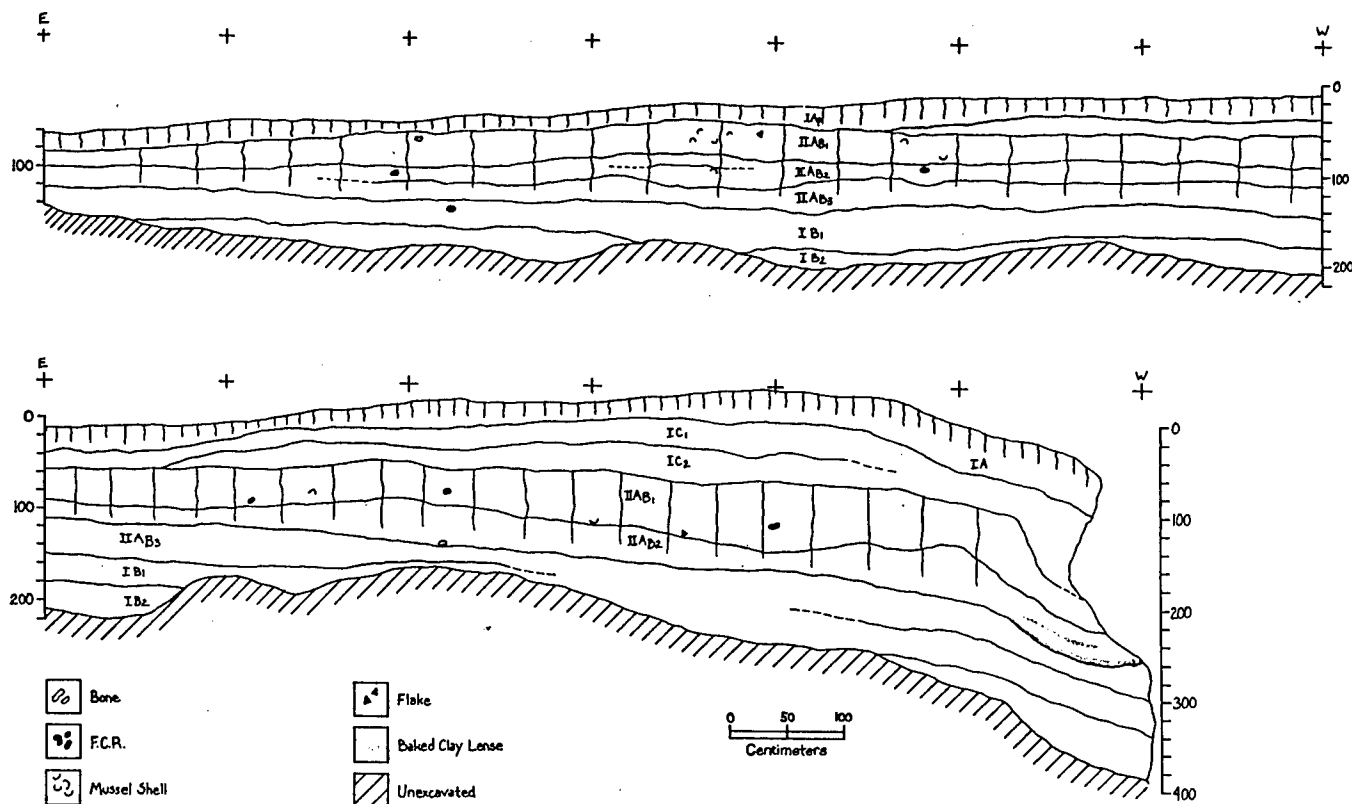 E
W
0
100
200
100
IAp
IIAB1
IIAB2
IIAB3
IB1
IB2
E
W
0
100
200
0
100
200
300
400
IC1
IC2
IA
IIAB1
IIAB2
IIAB3
IB1
IB2
Bone
F.C.R.
Mussel Shell
Flake
Baked Clay Lense
Unexcavated
0 50 100
Centimeters